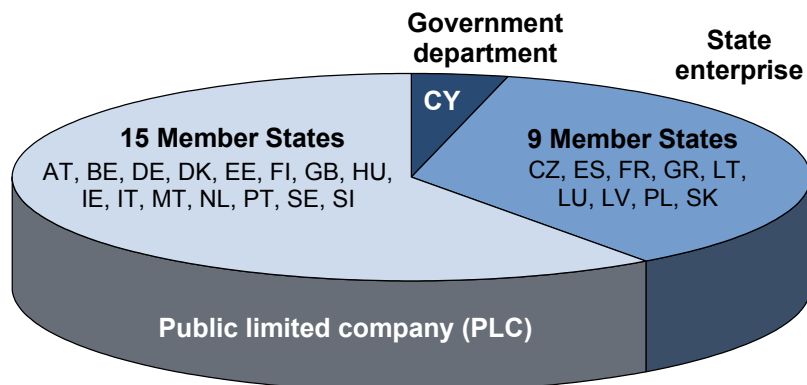 Government
department
State
enterprise
CY
15 Member States
AT, BE, DE, DK, EE, FI, GB, HU,
IE, IT, MT, NL, PT, SE, SI
9 Member States
CZ, ES, FR, GR, LT,
LU, LV, PL, SK
Public limited company (PLC)